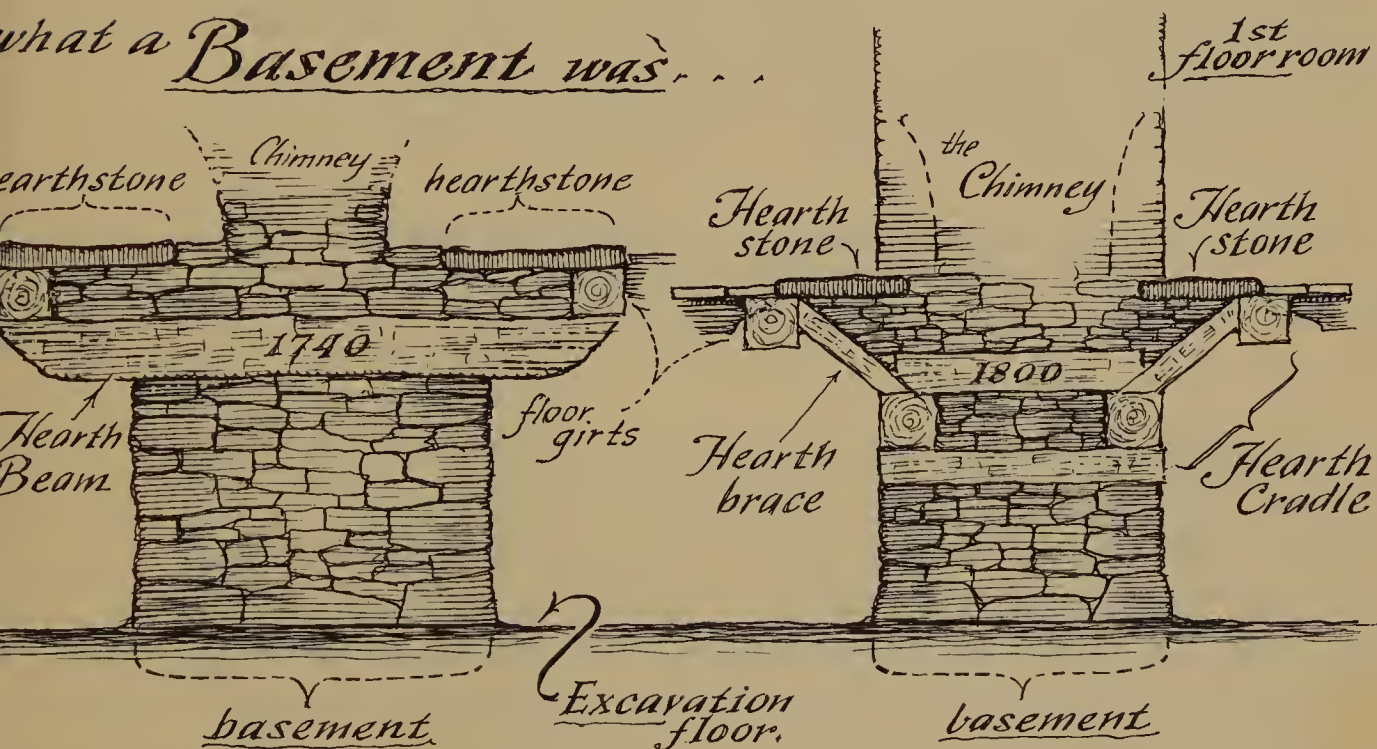 what a Basement was . . .
1st
floor room
Chimney
earthstone
hearthstone
the
Chimney
Hearth
stone
Hearth
stone
1740
1800
Hearth
Beam
floor
girts
Hearth
brace
Hearth
Cradle
Excavation
floor.
basement
basement